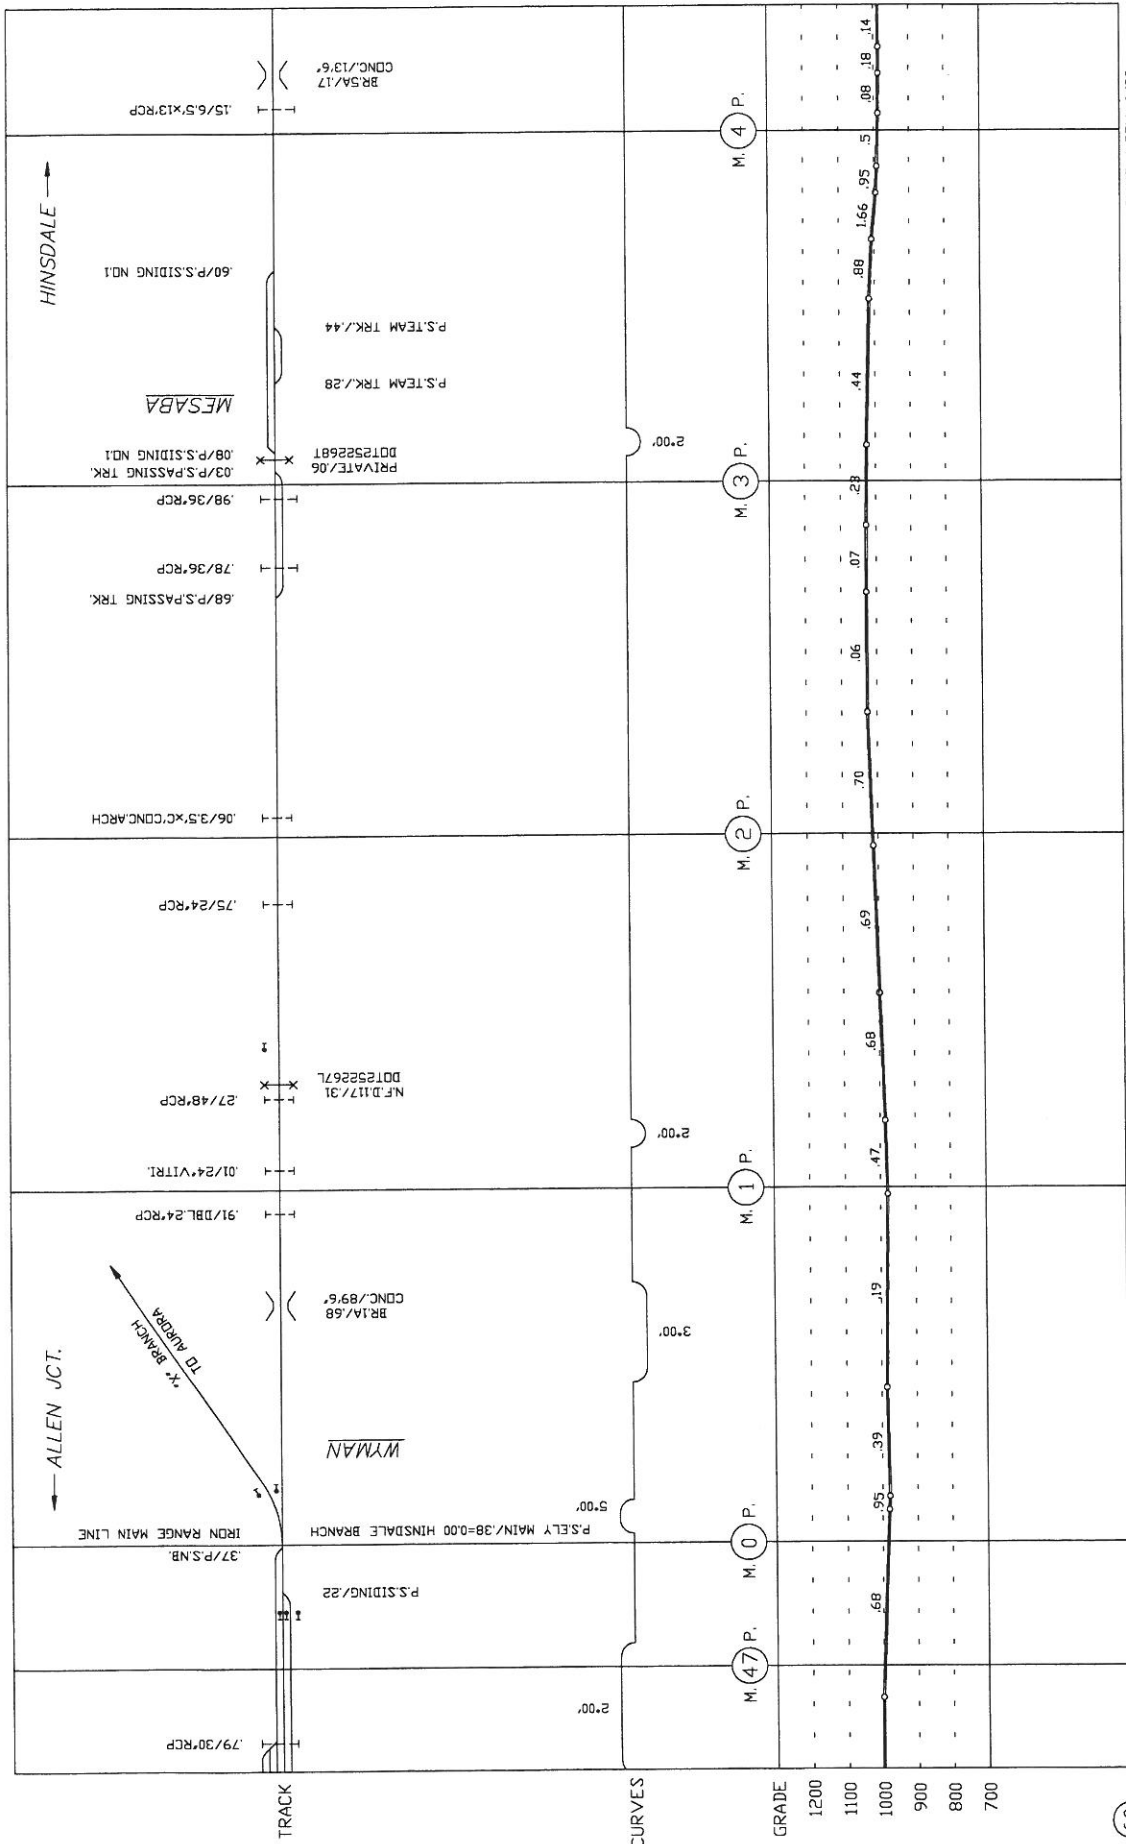 ← ALLEN JCT.
HINSDALE →
.79/30"RCP
.37/P.S.NB.
IRON RANGE MAIN LINE
"X" BRANCH
TO AURORA
.91/DBL.24"RCP
.01/24"VITRI.
.27/48"RCP
.75/24"RCP
.06/3.5'x'C'CONC.ARCH
.68/P.S.PASSING TRK.
.78/36"RCP
.98/36"RCP
.03/P.S.PASSING TRK.
.08/P.S.SIDING NO.1
MESABA
.60/P.S.SIDING NO.1
.15/6.5'x13'RCP
TRACK
P.S.SIDING/.22
P.S.ELY MAIN/.38=0.00 HINSDALE BRANCH
WYMAN
BR.1A/.68
CONC./89'6"
N.F.D.117/.31
DOT252267L
PRIVATE/.06
DOT252268T
P.S.TEAM TRK./.28
P.S.TEAM TRK./.44
BR.5A/.17
CONC./13'6"
CURVES
2°00'
5°00'
3°00'
2°00'
2°00'
M. 47 P.
M. 0 P.
M. 1 P.
M. 2 P.
M. 3 P.
M. 4 P.
GRADE
1200
1100
1000
900
800
700
.68
.95
.39
.19
.47
.68
.69
.70
.06
.07
.23
.44
.88
1.66
.95
.5
.08
.18
.14